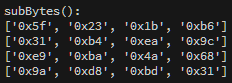 subBytes():
['0x5f', '0x23', '0x1b', '0xb6']
['0x31', '0xb4', '0xea', '0x9c']
['0xe9', '0xba', '0x4a', '0x68']
['0x9a', '0xd8', '0xbd', '0x31']